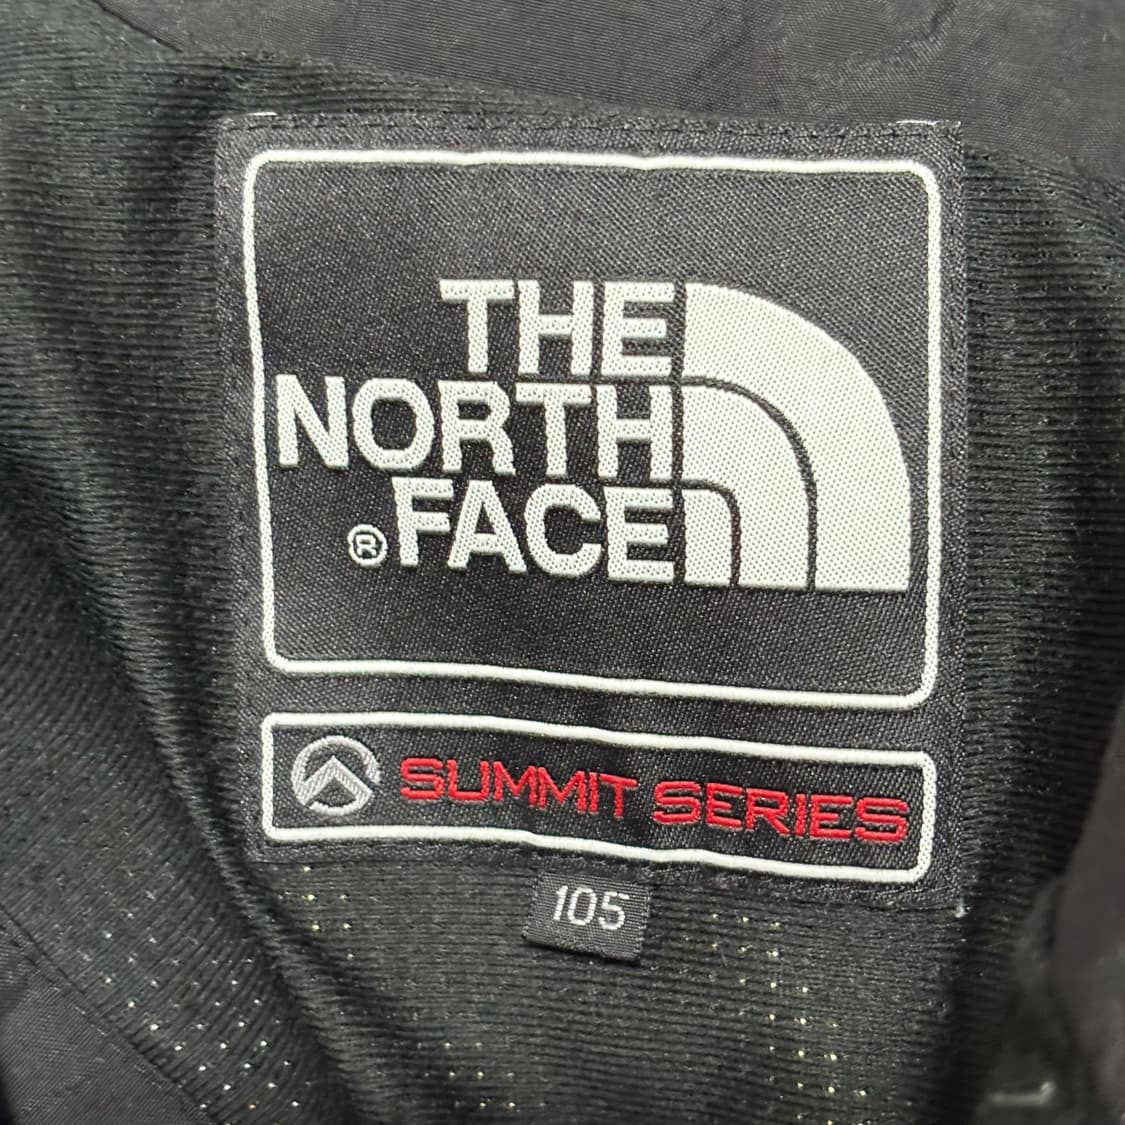 THE
NORTH
®FACE
SUMMIT SERIES
105